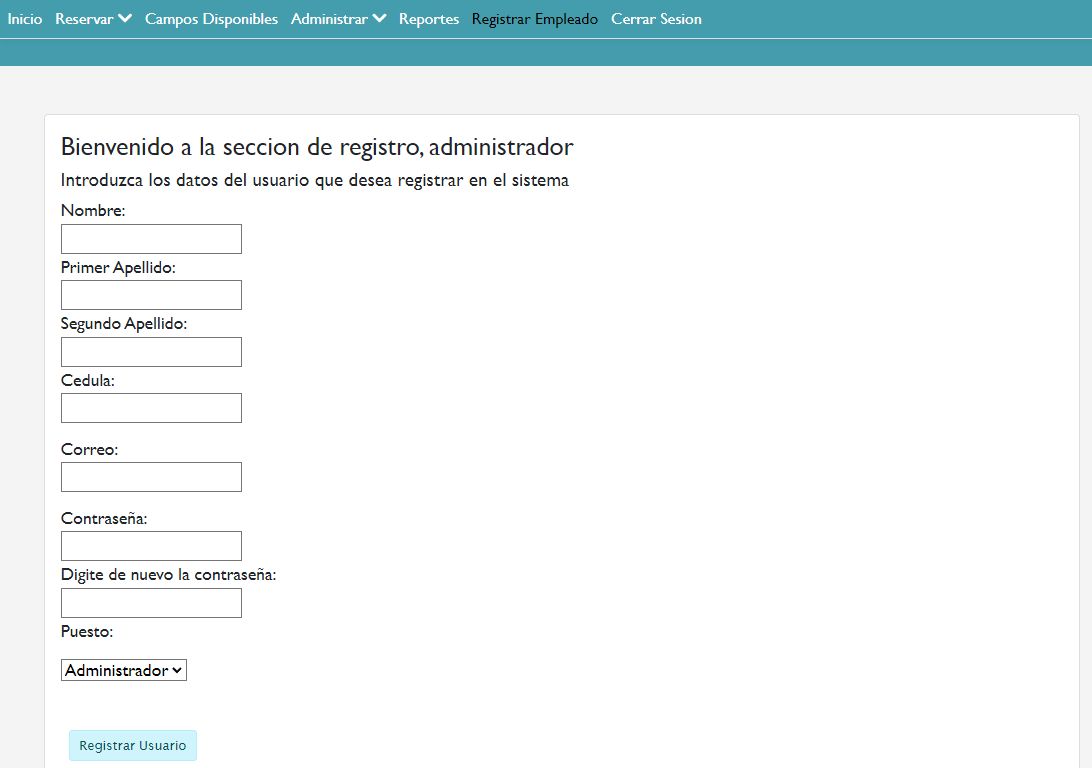 Inicio Reservar Campos Disponibles Administrar Reportes Registrar Empleado Cerrar Sesion
Bienvenido a la seccion de registro, administrador
Introduzca los datos del usuario que desea registrar en el sistema
Nombre:
Primer Apellido:
Segundo Apellido:
Cedula:
Correo:
Contraseña:
Digite de nuevo la contraseña:
Puesto:
Administrador
Registrar Usuario